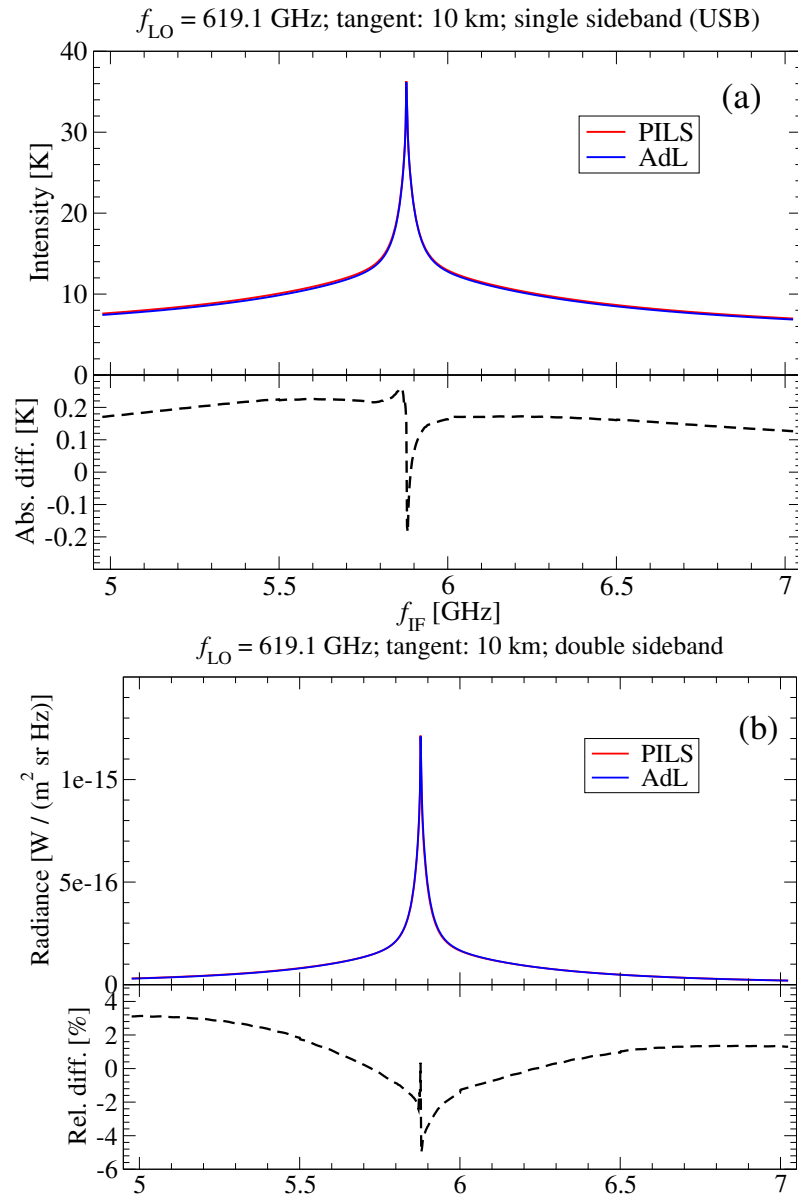 f_LO = 619.1 GHz; tangent: 10 km; single sideband (USB)
40
(a)
PILS
AdL
30
20
10
0
Intensity [K]
0.2
0.1
0
-0.1
-0.2
Abs. diff. [K]
5 5.5 6 6.5 7
f_IF [GHz]
f_LO = 619.1 GHz; tangent: 10 km; double sideband
(b)
PILS
AdL
1e-15
5e-16
0
Radiance [W / (m² sr Hz)]
4
2
0
-2
-4
-6
Rel. diff. [%]
5 5.5 6 6.5 7